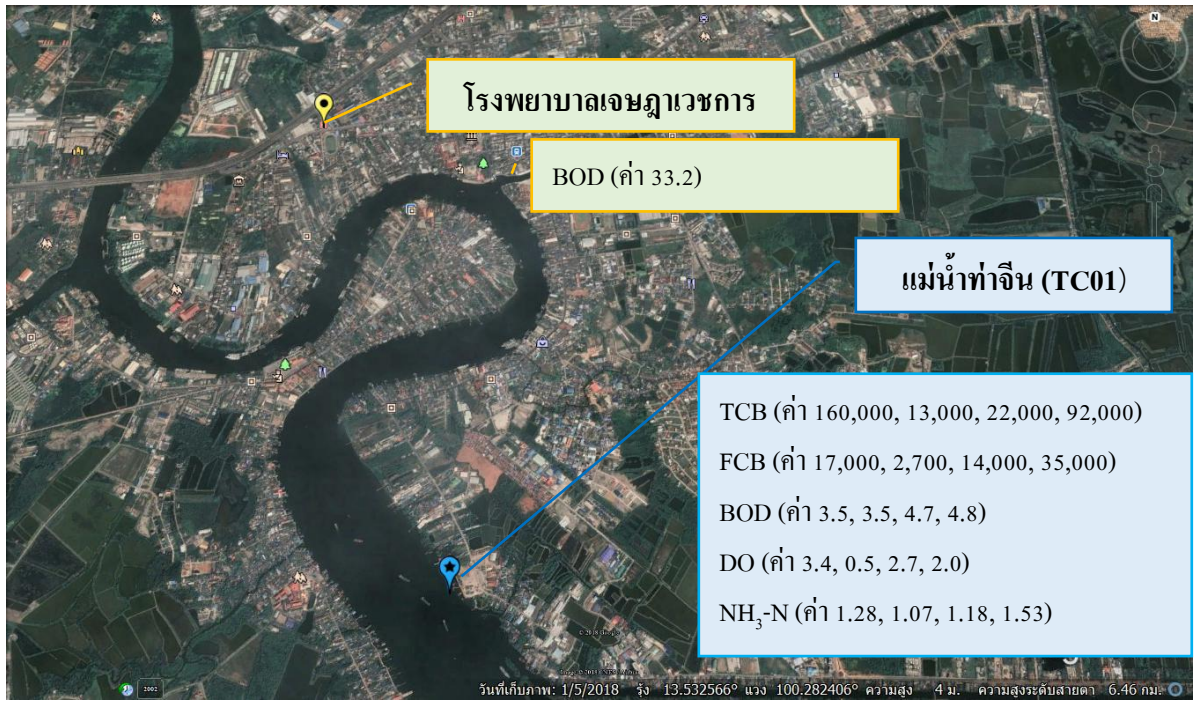 N
โรงพยาบาลเจษฎาเวชการ
BOD (ค่า 33.2)
แม่น้ำท่าจีน (TC01)
TCB (ค่า 160,000, 13,000, 22,000, 92,000)
FCB (ค่า 17,000, 2,700, 14,000, 35,000)
BOD (ค่า 3.5, 3.5, 4.7, 4.8)
DO (ค่า 3.4, 0.5, 2.7, 2.0)
NH₃-N (ค่า 1.28, 1.07, 1.18, 1.53)
2002 วันที่เก็บภาพ: 1/5/2018 รุ้ง 13.532566° แวง 100.282406° ความสูง 4 ม. ความสูงระดับสายตา 6.46 กม.